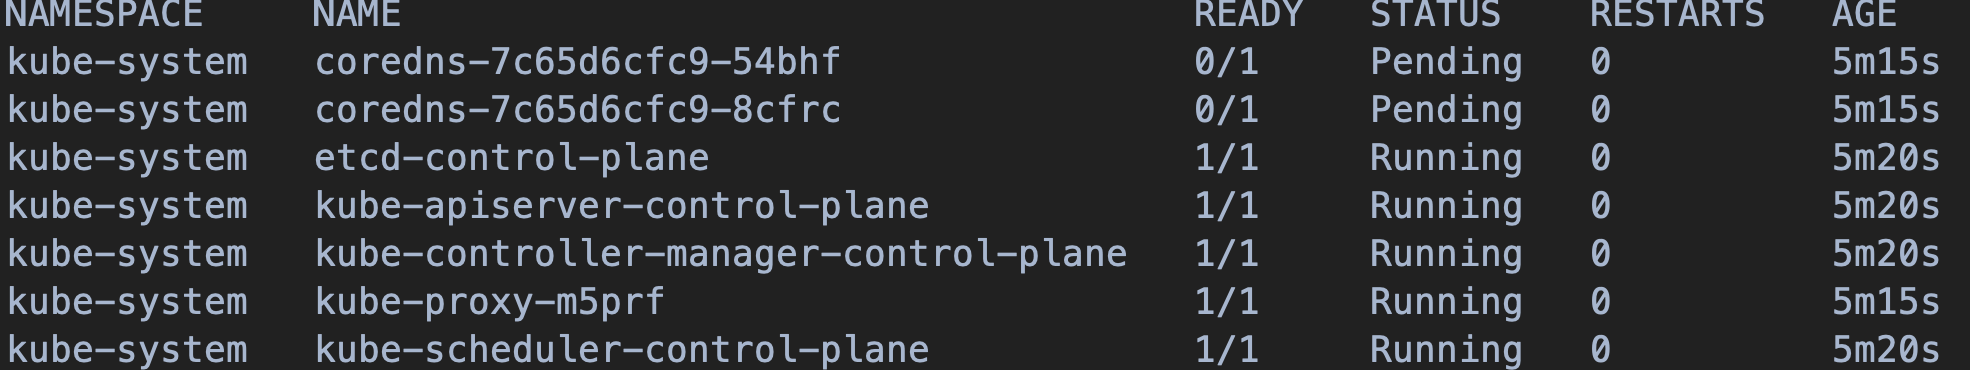 NAMESPACE NAME READY STATUS RESTARTS AGE
kube-system coredns-7c65d6cfc9-54bhf 0/1 Pending 0 5m15s
kube-system coredns-7c65d6cfc9-8cfrc 0/1 Pending 0 5m15s
kube-system etcd-control-plane 1/1 Running 0 5m20s
kube-system kube-apiserver-control-plane 1/1 Running 0 5m20s
kube-system kube-controller-manager-control-plane 1/1 Running 0 5m20s
kube-system kube-proxy-m5prf 1/1 Running 0 5m15s
kube-system kube-scheduler-control-plane 1/1 Running 0 5m20s